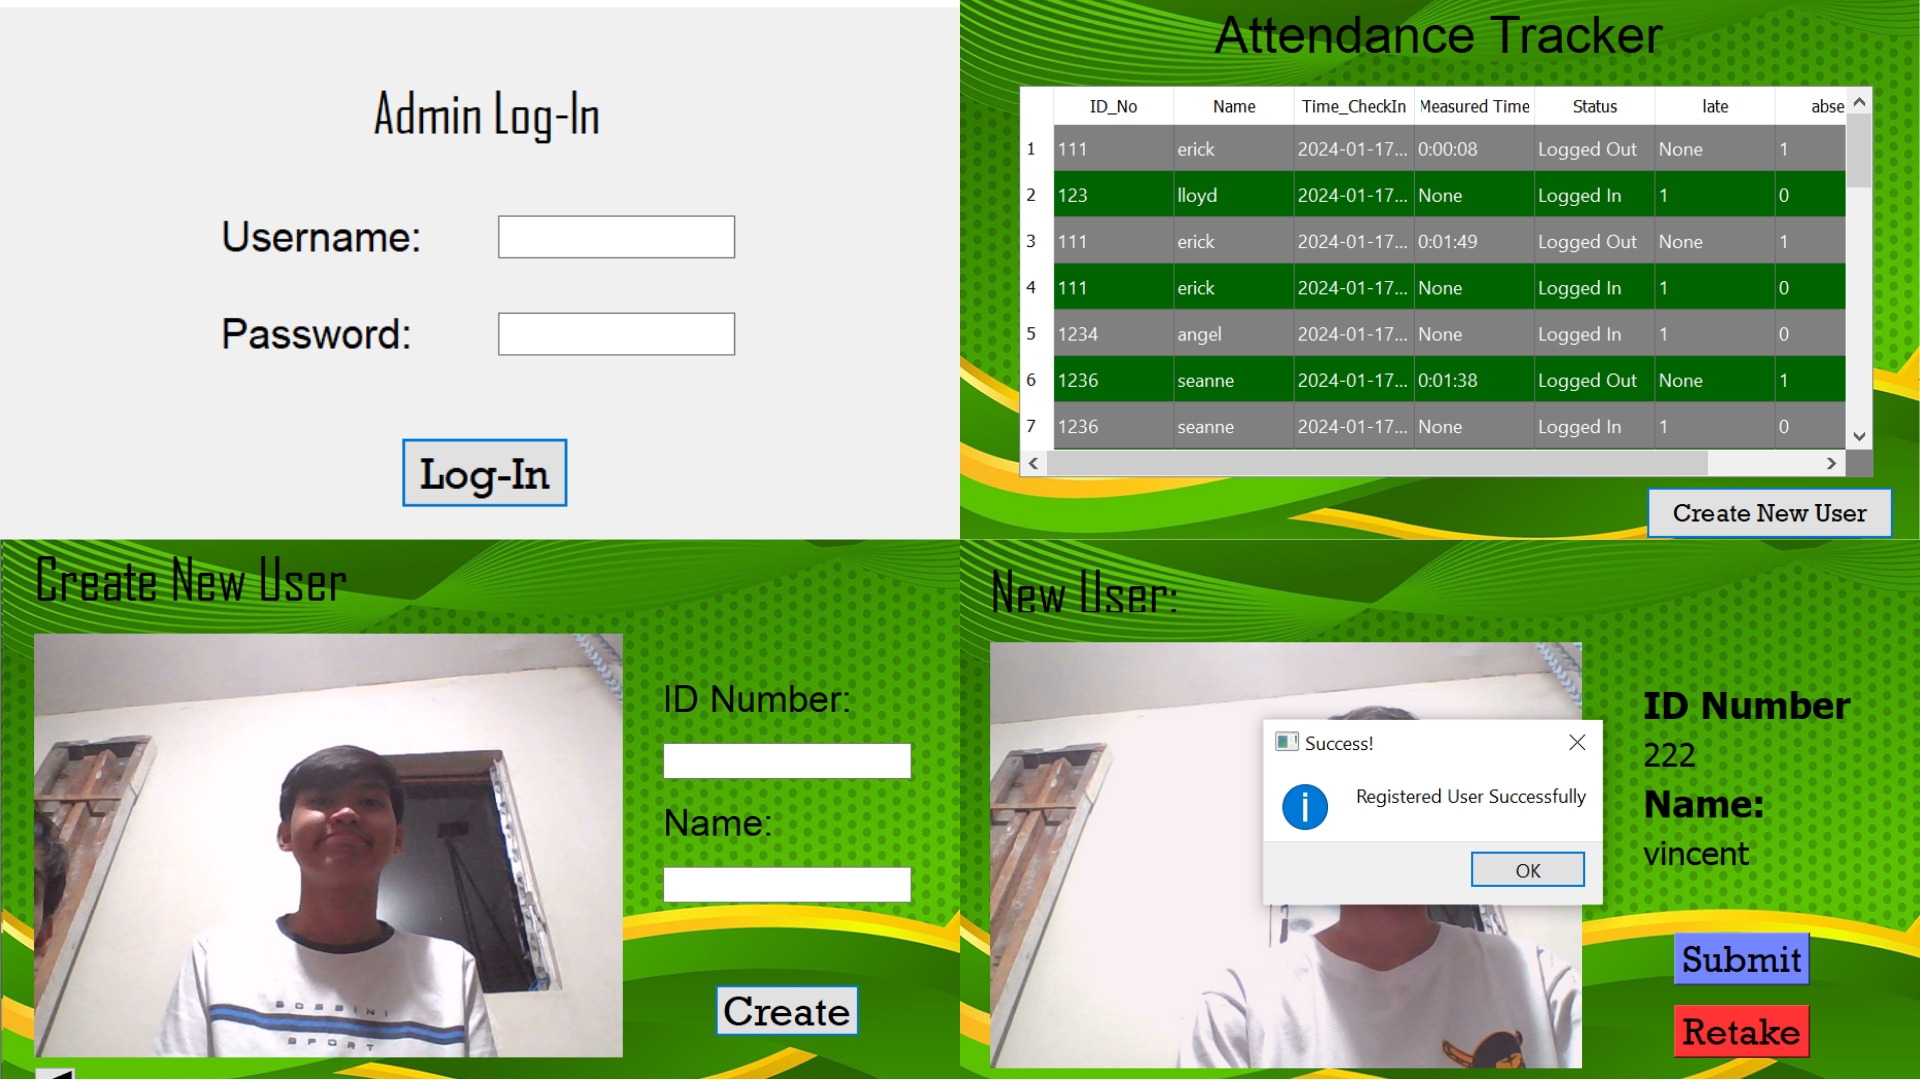 Admin Log-In
Username:
Password:
Log-In
Attendance Tracker
ID_No Name Time_CheckIn Measured Time Status late abse
1 111 erick 2024-01-17... 0:00:08 Logged Out None 1
2 123 lloyd 2024-01-17... None Logged In 1 0
3 111 erick 2024-01-17... 0:01:49 Logged Out None 1
4 111 erick 2024-01-17... None Logged In 1 0
5 1234 angel 2024-01-17... None Logged In 1 0
6 1236 seanne 2024-01-17... 0:01:38 Logged Out None 1
7 1236 seanne 2024-01-17... None Logged In 1 0
Create New User
Create New User
ID Number:
Name:
Create
BOSSINI
SPORT
New User:
Success!
Registered User Successfully
OK
ID Number
222
Name:
vincent
Submit
Retake